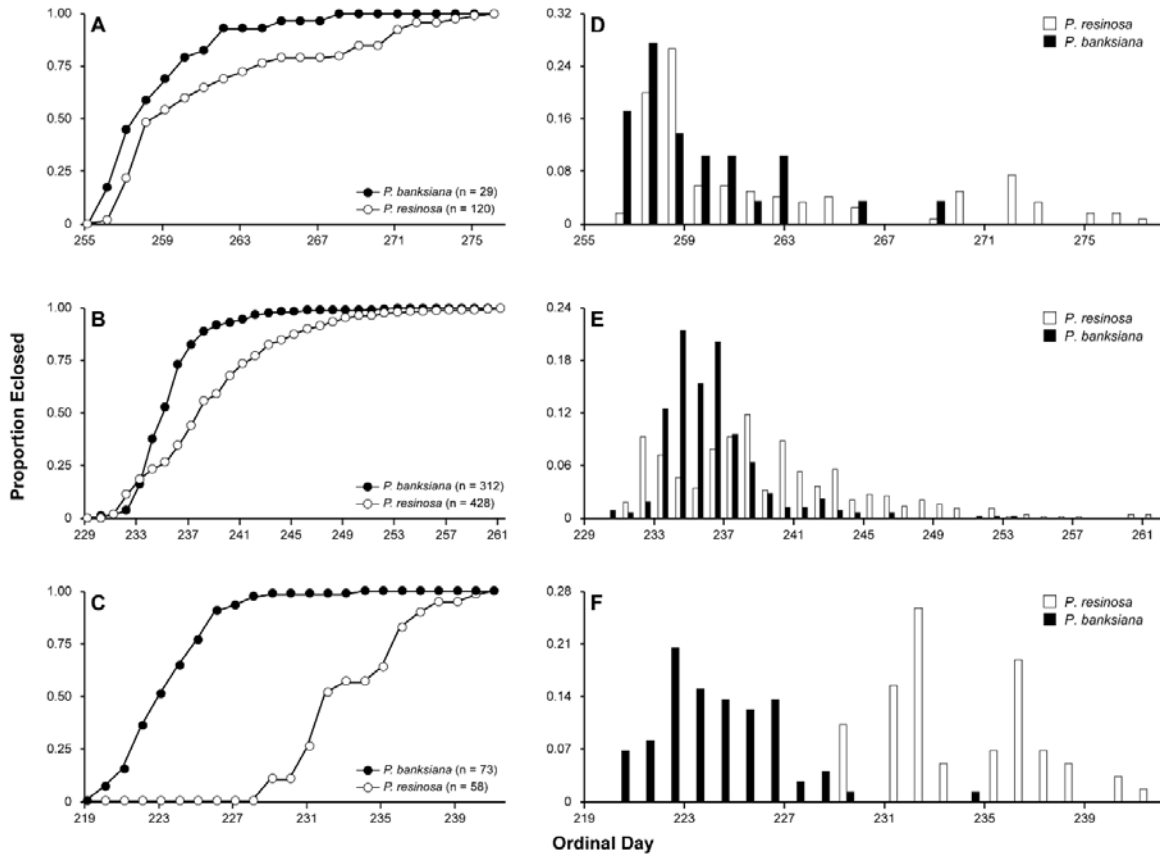 Proportion Eclosed
A
1.00
0.75
0.50
0.25
0
P. banksiana (n = 29)
P. resinosa (n = 120)
255 259 263 267 271 275
D
0.32
0.24
0.16
0.08
0
P. resinosa
P. banksiana
255 259 263 267 271 275
B
1.00
0.75
0.50
0.25
0
P. banksiana (n = 312)
P. resinosa (n = 428)
229 233 237 241 245 249 253 257 261
E
0.24
0.18
0.12
0.06
0
P. resinosa
P. banksiana
229 233 237 241 245 249 253 257 261
C
1.00
0.75
0.50
0.25
0
P. banksiana (n = 73)
P. resinosa (n = 58)
219 223 227 231 235 239
F
0.28
0.21
0.14
0.07
0
P. resinosa
P. banksiana
219 223 227 231 235 239
Ordinal Day